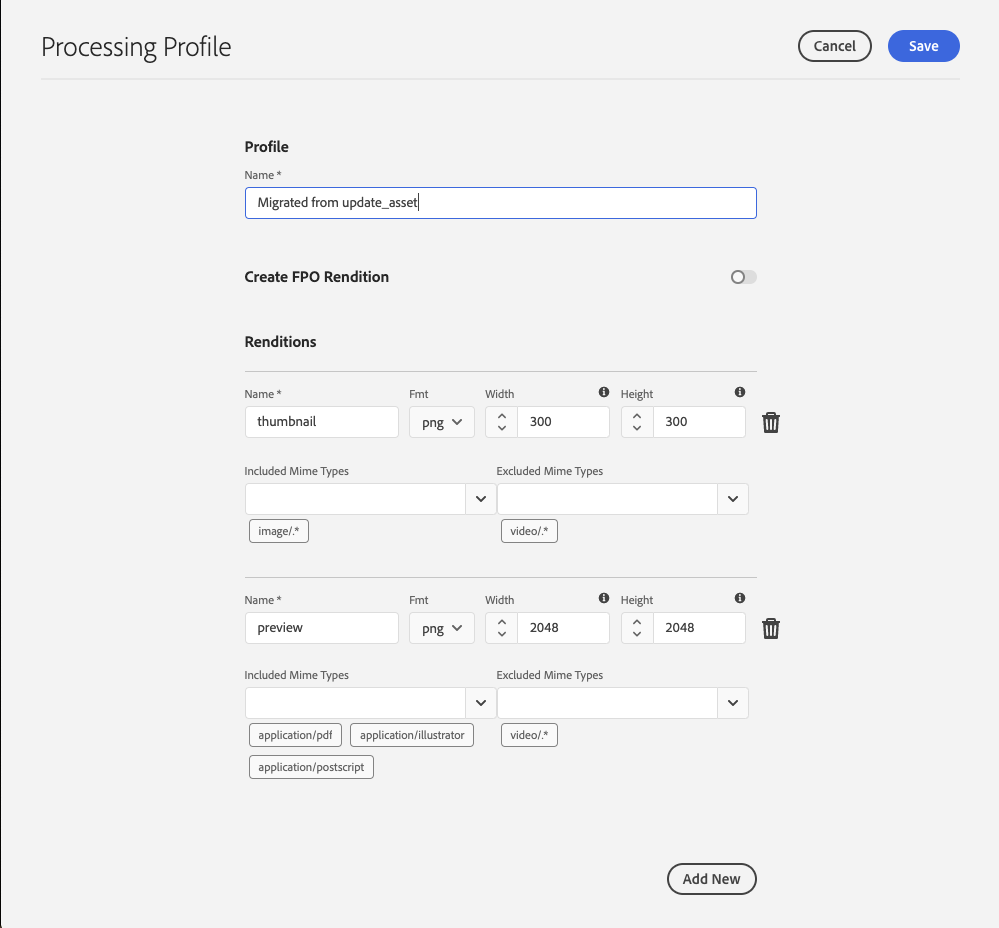 Processing Profile
Cancel
Save
Profile
Name *
Migrated from update_asset
Create FPO Rendition
Renditions
Name * Fmt Width Height
thumbnail png 300 300
Included Mime Types Excluded Mime Types
image/.* video/.*
Name * Fmt Width Height
preview png 2048 2048
Included Mime Types Excluded Mime Types
application/pdf application/illustrator video/.*
application/postscript
Add New